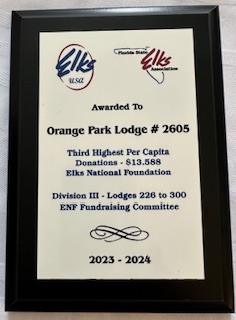 Elks
USA
Florida State
Elks
Association
Awarded To
Orange Park Lodge # 2605
Third Highest Per Capita
Donations - $13.588
Elks National Foundation
Division III - Lodges 226 to 300
ENF Fundraising Committee
2023 - 2024